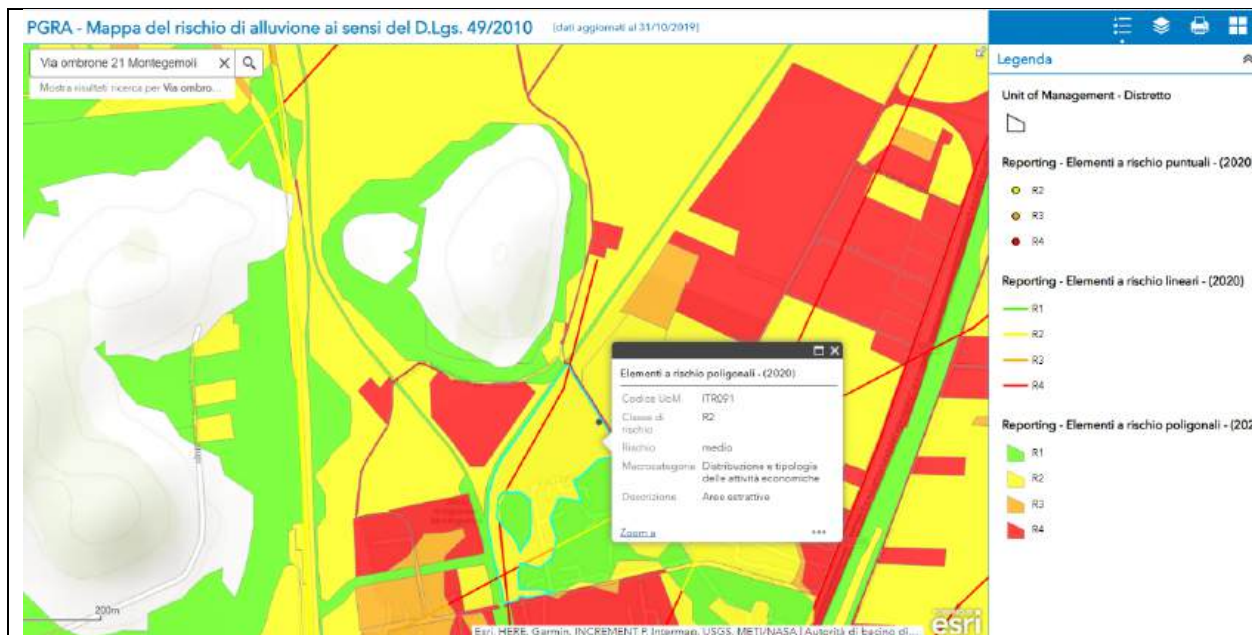 PGRA - Mappa del rischio di alluvione ai sensi del D.Lgs. 49/2010 (dati aggiornati al 31/10/2019)
Via ombrone 21 Montegemoli
Mostra risultati ricerca per Via ombro...
Legenda
Unit of Management - Distretto
Reporting - Elementi a rischio puntuali - (2020
R2
R3
R4
Reporting - Elementi a rischio lineari - (2020)
R1
R2
R3
R4
Reporting - Elementi a rischio poligonali - (202
R1
R2
R3
R4
Elementi a rischio poligonali - (2020)
Codice UoM ITR091
Classe di rischio R2
Rischio medio
Macrocategorie Distribuzione e tipologia
delle attività economiche
Descrizione Aree estrattive
Zoom a
200m
Esri, HERE, Garmin, INCREMENT P, Intermap, USGS, METI/NASA | Autorità di bacino di...
esri